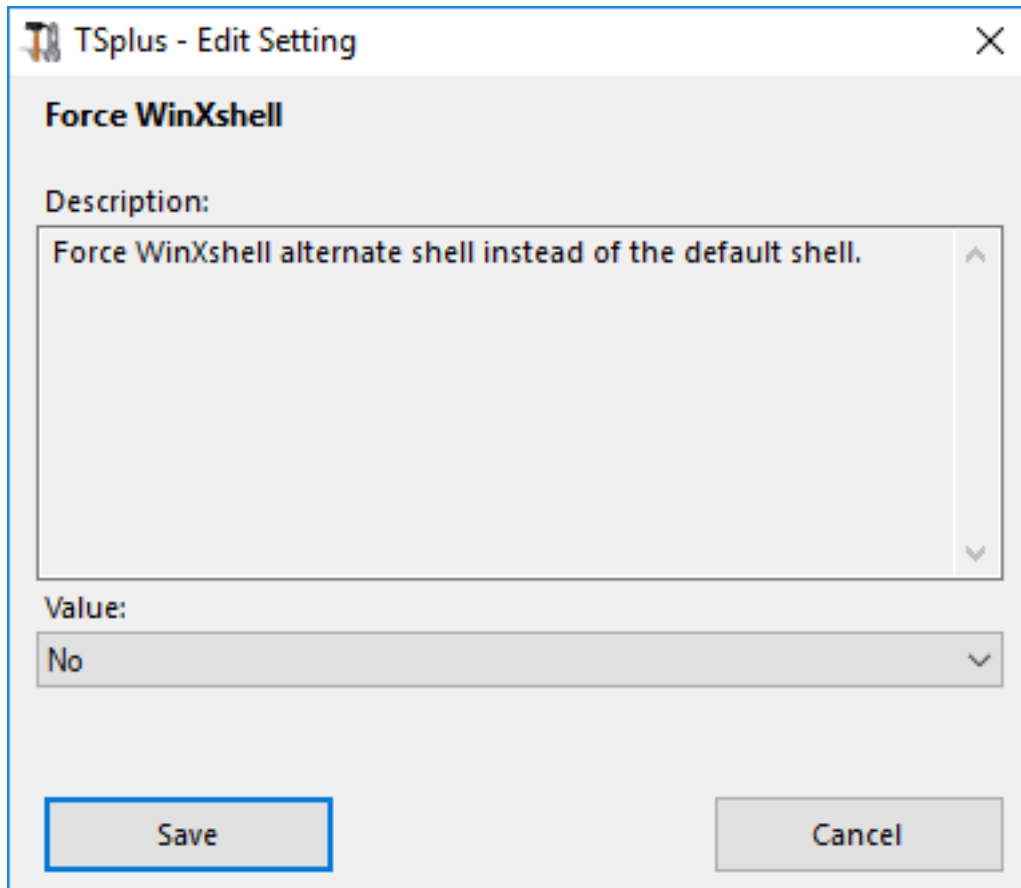 TSplus - Edit Setting
Force WinXshell
Description:
Force WinXshell alternate shell instead of the default shell.
Value:
No
Save
Cancel